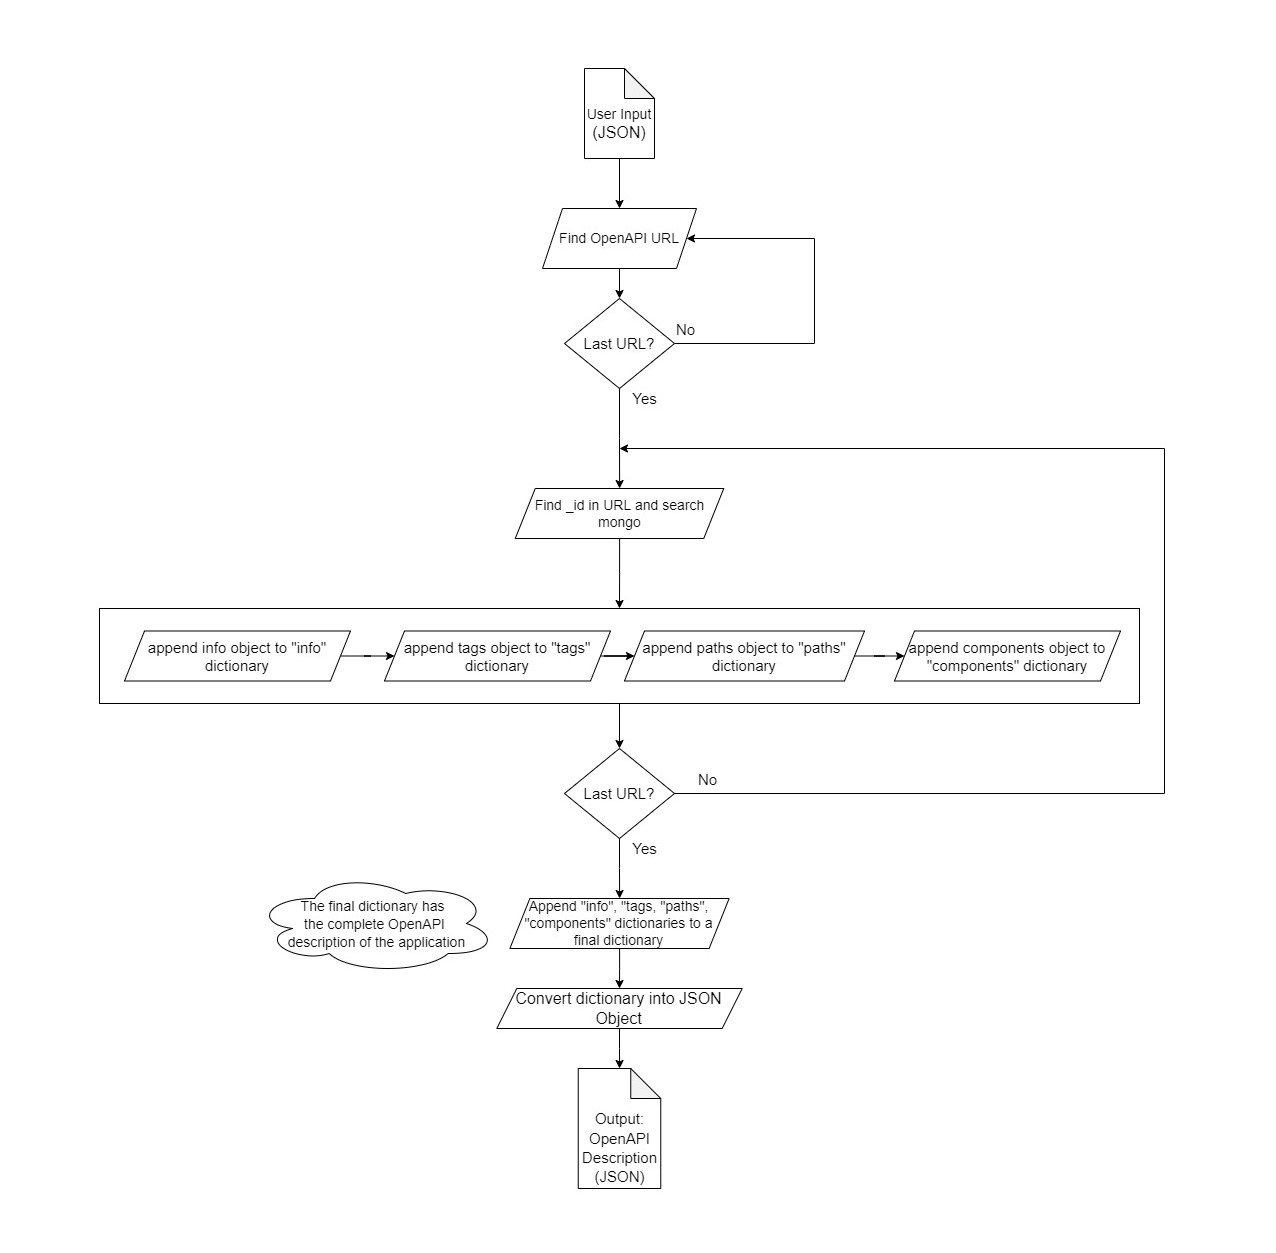 User Input
(JSON)
Find OpenAPI URL
Last URL?
No
Yes
Find _id in URL and search
mongo
append info object to "info"
dictionary
append tags object to "tags"
dictionary
append paths object to "paths"
dictionary
append components object to
"components" dictionary
Last URL?
No
Yes
The final dictionary has
the complete OpenAPI
description of the application
Append "info", "tags, "paths",
"components" dictionaries to a
final dictionary
Convert dictionary into JSON
Object
Output:
OpenAPI
Description
(JSON)